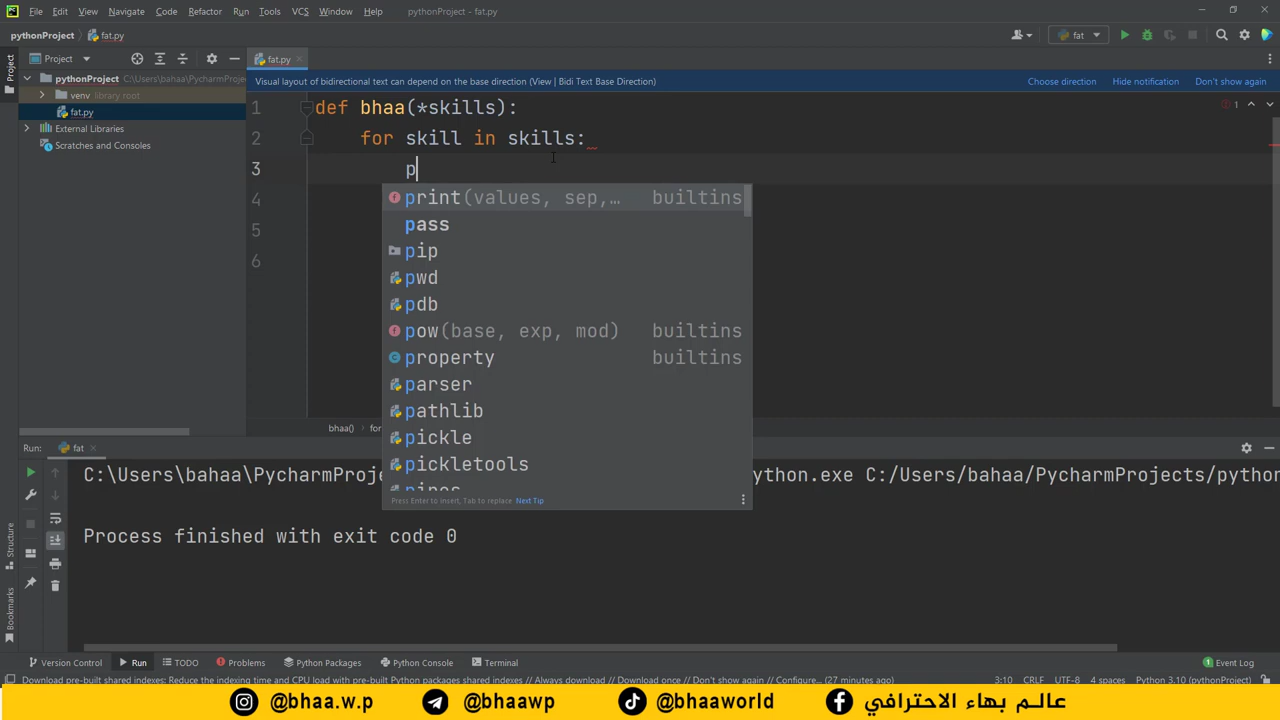 File Edit View Navigate Code Refactor Run Tools VCS Window Help pythonProject - fat.py
pythonProject fat.py fat
Project fat.py
Project
pythonProject C:\Users\bahaa\PycharmProje
Visual layout of bidirectional text can depend on the base direction (View | Bidi Text Base Direction) Choose direction Hide notification Don't show again
venv library root
fat.py
External Libraries
Scratches and Consoles
1 def bhaa(*skills): 1
2 for skill in skills:
3 p
4
5
6
print(values, sep,… builtins
pass
pip
pwd
pdb
pow(base, exp, mod) builtins
property builtins
parser
pathlib
pickle
pickletools
pipes
Press Enter to insert, Tab to replace Next Tip
bhaa() for
Run: fat
C:\Users\bahaa\PycharmProje ython.exe C:/Users/bahaa/PycharmProjects/python
Process finished with exit code 0
Structure
Bookmarks
Version Control Run TODO Problems Python Packages Python Console Terminal Event Log
Download pre-built shared indexes: Reduce the indexing time and CPU load with pre-built Python packages shared indexes // Always download // Download once // Don't show again // Configure... (27 minutes ago) 3:10 CRLF UTF-8 4 spaces Python 3.10 (pythonProject)
@bhaa.w.p @bhaawp @bhaaworld عالـم بهاء الاحترافي